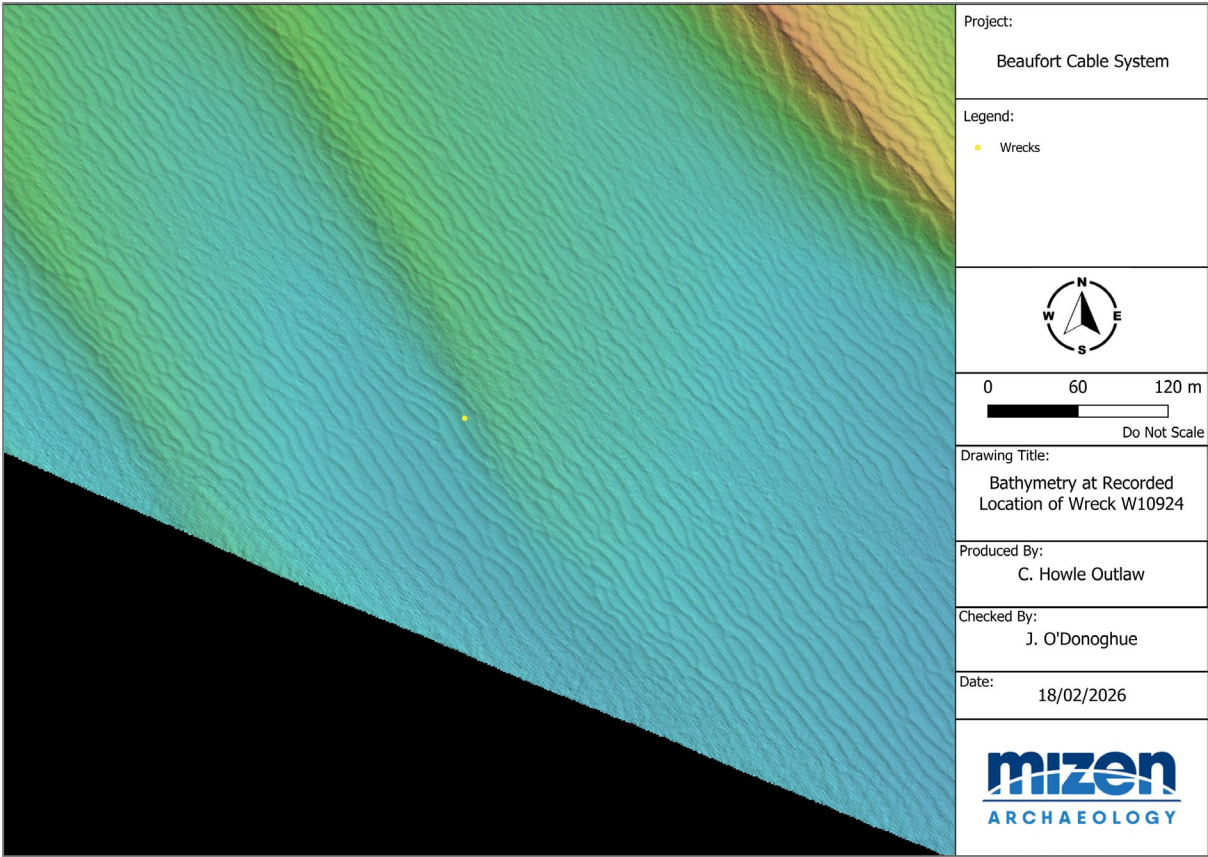 Project:
Beaufort Cable System
Legend:
Wrecks
N
W E
S
0 60 120 m
Do Not Scale
Drawing Title:
Bathymetry at Recorded
Location of Wreck W10924
Produced By:
C. Howle Outlaw
Checked By:
J. O'Donoghue
Date:
18/02/2026
mizen
ARCHAEOLOGY